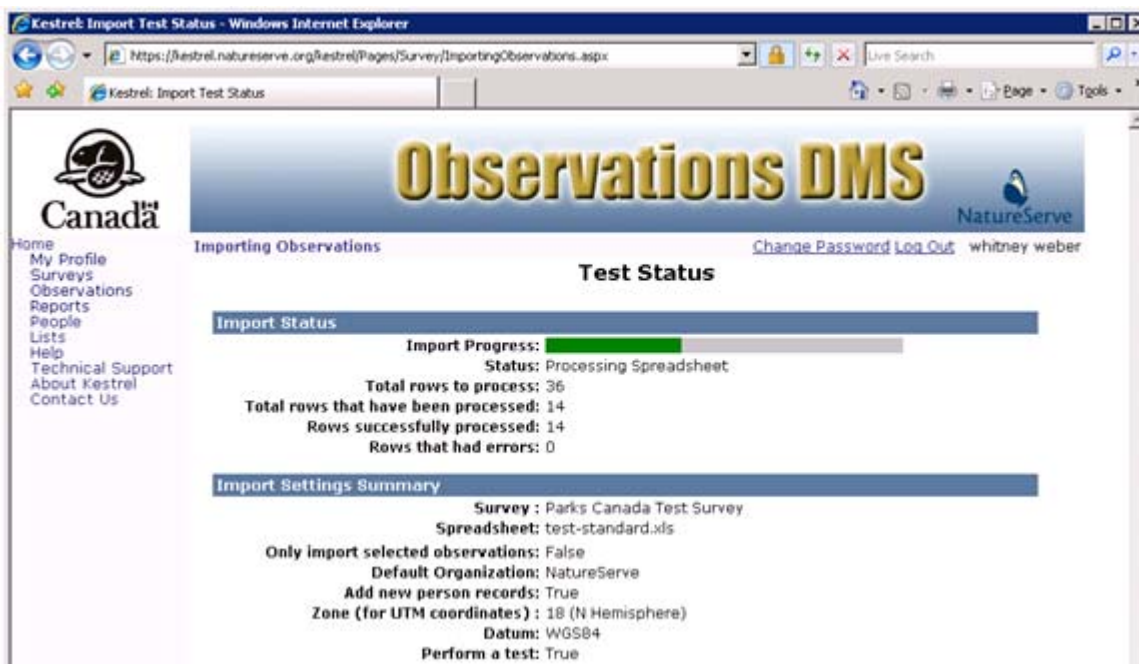 Kestrel: Import Test Status - Windows Internet Explorer
https://kestrel.natureserve.org/kestrel/Pages/Survey/ImportingObservations.aspx
Live Search
Kestrel: Import Test Status
Page
Tools
Canada
Observations DMS
NatureServe
Home
My Profile
Surveys
Observations
Reports
People
Lists
Help
Technical Support
About Kestrel
Contact Us
Importing Observations
Change Password Log Out whitney weber
Test Status
Import Status
Import Progress:
Status: Processing Spreadsheet
Total rows to process: 36
Total rows that have been processed: 14
Rows successfully processed: 14
Rows that had errors: 0
Import Settings Summary
Survey : Parks Canada Test Survey
Spreadsheet: test-standard.xls
Only import selected observations: False
Default Organization: NatureServe
Add new person records: True
Zone (for UTM coordinates) : 18 (N Hemisphere)
Datum: WGS84
Perform a test: True